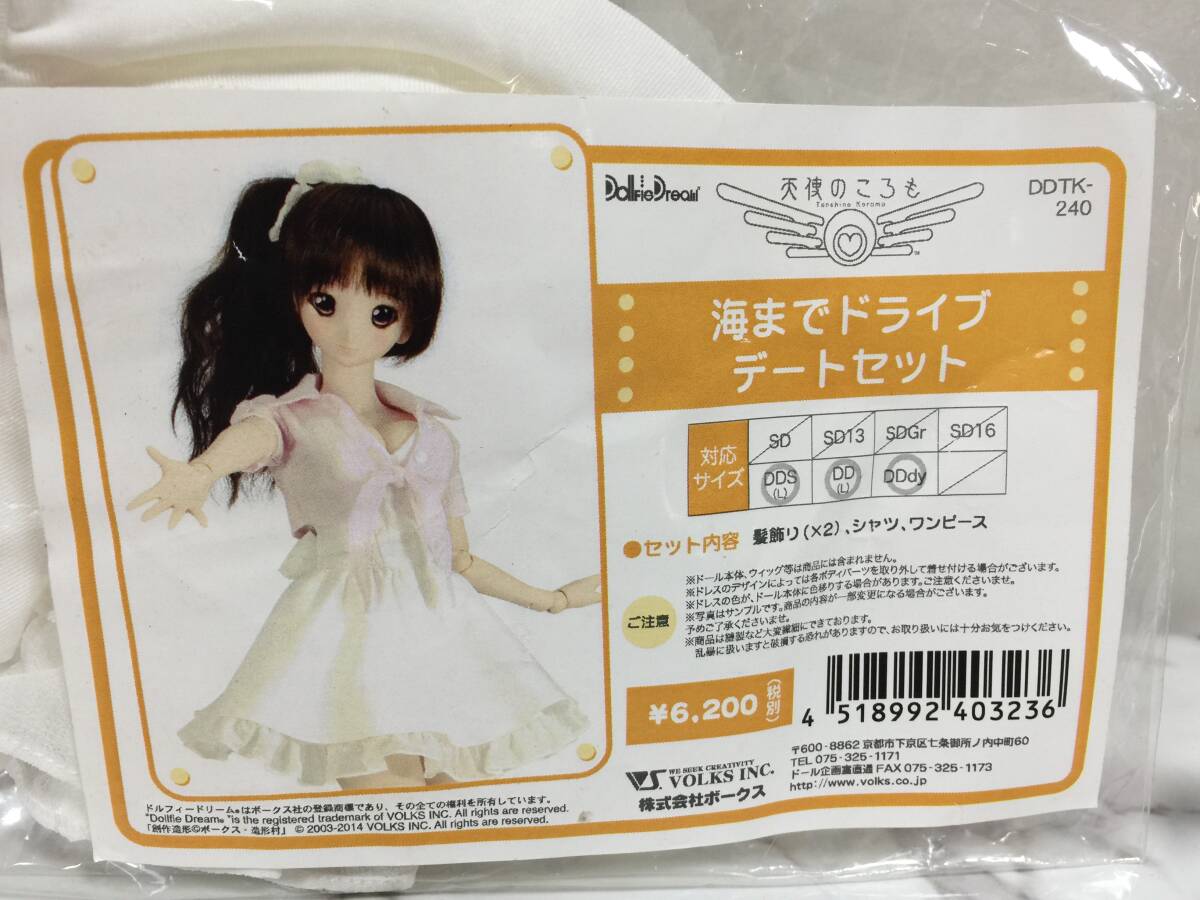 DollfieDream®
天使のころも
Tenshino Koromo
™
DDTK-
240
海までドライブ
デートセット
対応
サイズ
SD
SD13
SDGr
SD16
DDS
(L)
DD
(L)
DDdy
●セット内容 髪飾り(×2)、シャツ、ワンピース
ご注意
※ドール本体、ウィッグ等は商品には含まれません。
※ドレスのデザインによっては各ボディパーツを取り外して着せ付ける場合がございます。
※ドレスの色が、ドール本体に色移りする場合があります。ご注意くださいませ。
※写真はサンプルです。商品の内容が一部変更になる場合がございます。
予めご了承くださいませ。
※商品は縫製など大変繊細にできております。
乱暴に扱いますと破損する恐れがありますので、お取り扱いには十分お気をつけください。
¥6,200(税別)
4 518992 403236
WE SEEK CREATIVITY
VS. VOLKS INC.
株式会社ボークス
〒600-8862 京都市下京区七条御所ノ内中町60
TEL 075-325-1171
ドール企画室直通 FAX 075-325-1173
http://www.volks.co.jp
ドルフィードリーム®はボークス社の登録商標であり、その全ての権利を所有しています。
"Dollfie Dream® "is the registered trademark of VOLKS INC. All rights are reserved.
「創作造形©ボークス・造形村」 © 2003-2014 VOLKS INC. All rights are reserved.